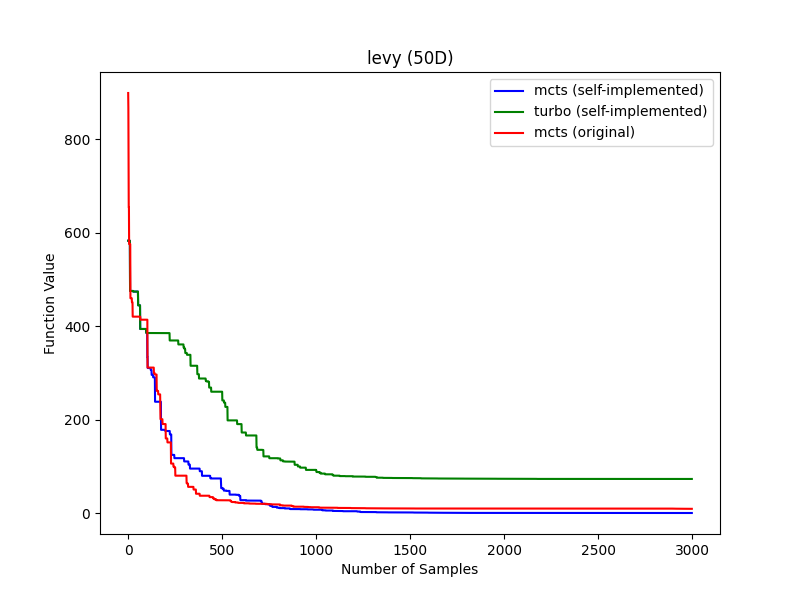 levy (50D)
mcts (self-implemented)
turbo (self-implemented)
mcts (original)
Function Value
800
600
400
200
0
0 500 1000 1500 2000 2500 3000
Number of Samples